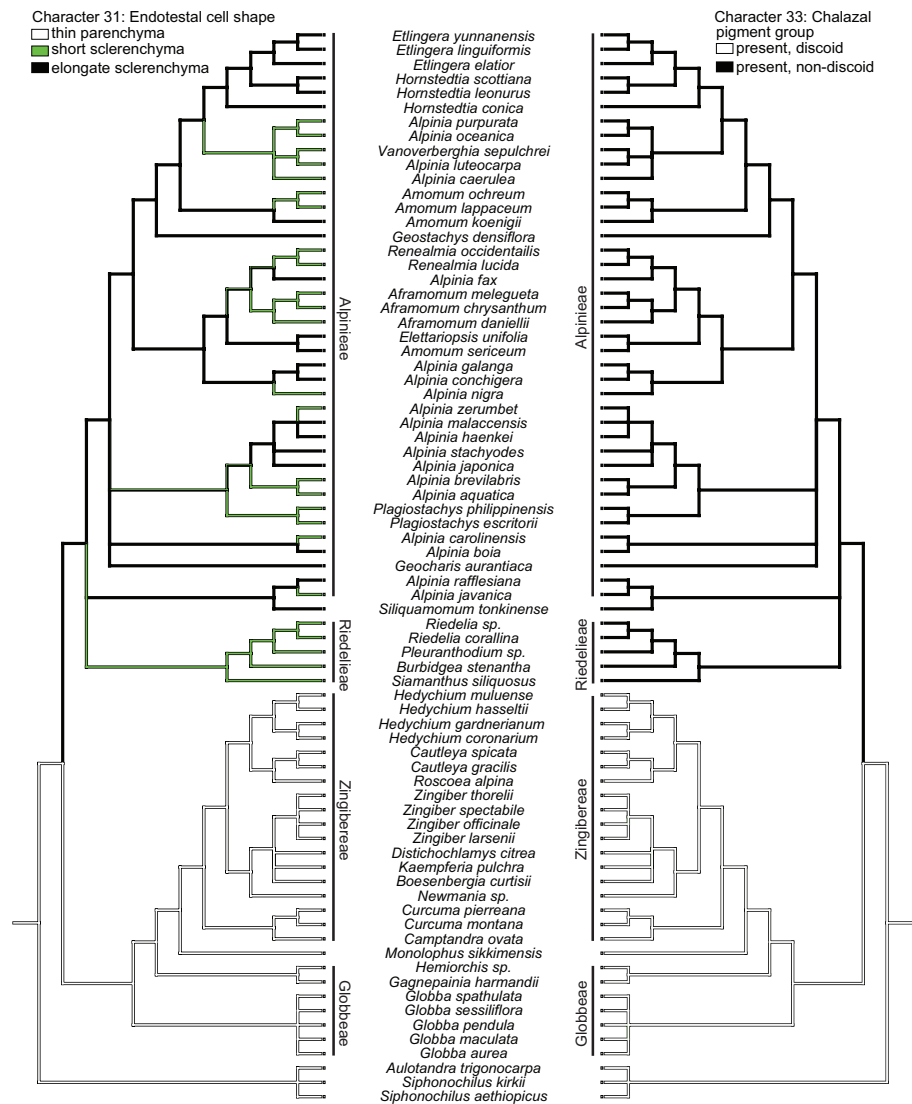 Character 31: Endotestal cell shape
thin parenchyma
short sclerenchyma
elongate sclerenchyma
Character 33: Chalazal
pigment group
present, discoid
present, non-discoid
Etlingera yunnanensis
Etlingera linguiformis
Etlingera elatior
Hornstedtia scottiana
Hornstedtia leonurus
Hornstedtia conica
Alpinia purpurata
Alpinia oceanica
Vanoverberghia sepulchrei
Alpinia luteocarpa
Alpinia caerulea
Amomum ochreum
Amomum lappaceum
Amomum koenigii
Geostachys densiflora
Renealmia occidentailis
Renealmia lucida
Alpinia fax
Aframomum melegueta
Aframomum chrysanthum
Aframomum daniellii
Elettariopsis unifolia
Amomum sericeum
Alpinia galanga
Alpinia conchigera
Alpinia nigra
Alpinia zerumbet
Alpinia malaccensis
Alpinia haenkei
Alpinia stachyodes
Alpinia japonica
Alpinia brevilabris
Alpinia aquatica
Plagiostachys philippinensis
Plagiostachys escritorii
Alpinia carolinensis
Alpinia boia
Geocharis aurantiaca
Alpinia rafflesiana
Alpinia javanica
Siliquamomum tonkinense
Riedelia sp.
Riedelia corallina
Pleuranthodium sp.
Burbidgea stenantha
Siamanthus siliquosus
Hedychium muluense
Hedychium hasseltii
Hedychium gardnerianum
Hedychium coronarium
Cautleya spicata
Cautleya gracilis
Roscoea alpina
Zingiber thorelii
Zingiber spectabile
Zingiber officinale
Zingiber larsenii
Distichochlamys citrea
Kaempferia pulchra
Boesenbergia curtisii
Newmania sp.
Curcuma pierreana
Curcuma montana
Camptandra ovata
Monolophus sikkimensis
Hemiorchis sp.
Gagnepainia harmandii
Globba spathulata
Globba sessiliflora
Globba pendula
Globba maculata
Globba aurea
Aulotandra trigonocarpa
Siphonochilus kirkii
Siphonochilus aethiopicus
Alpinieae
Riedelieae
Zingibereae
Globbeae
Alpinieae
Riedelieae
Zingibereae
Globbeae